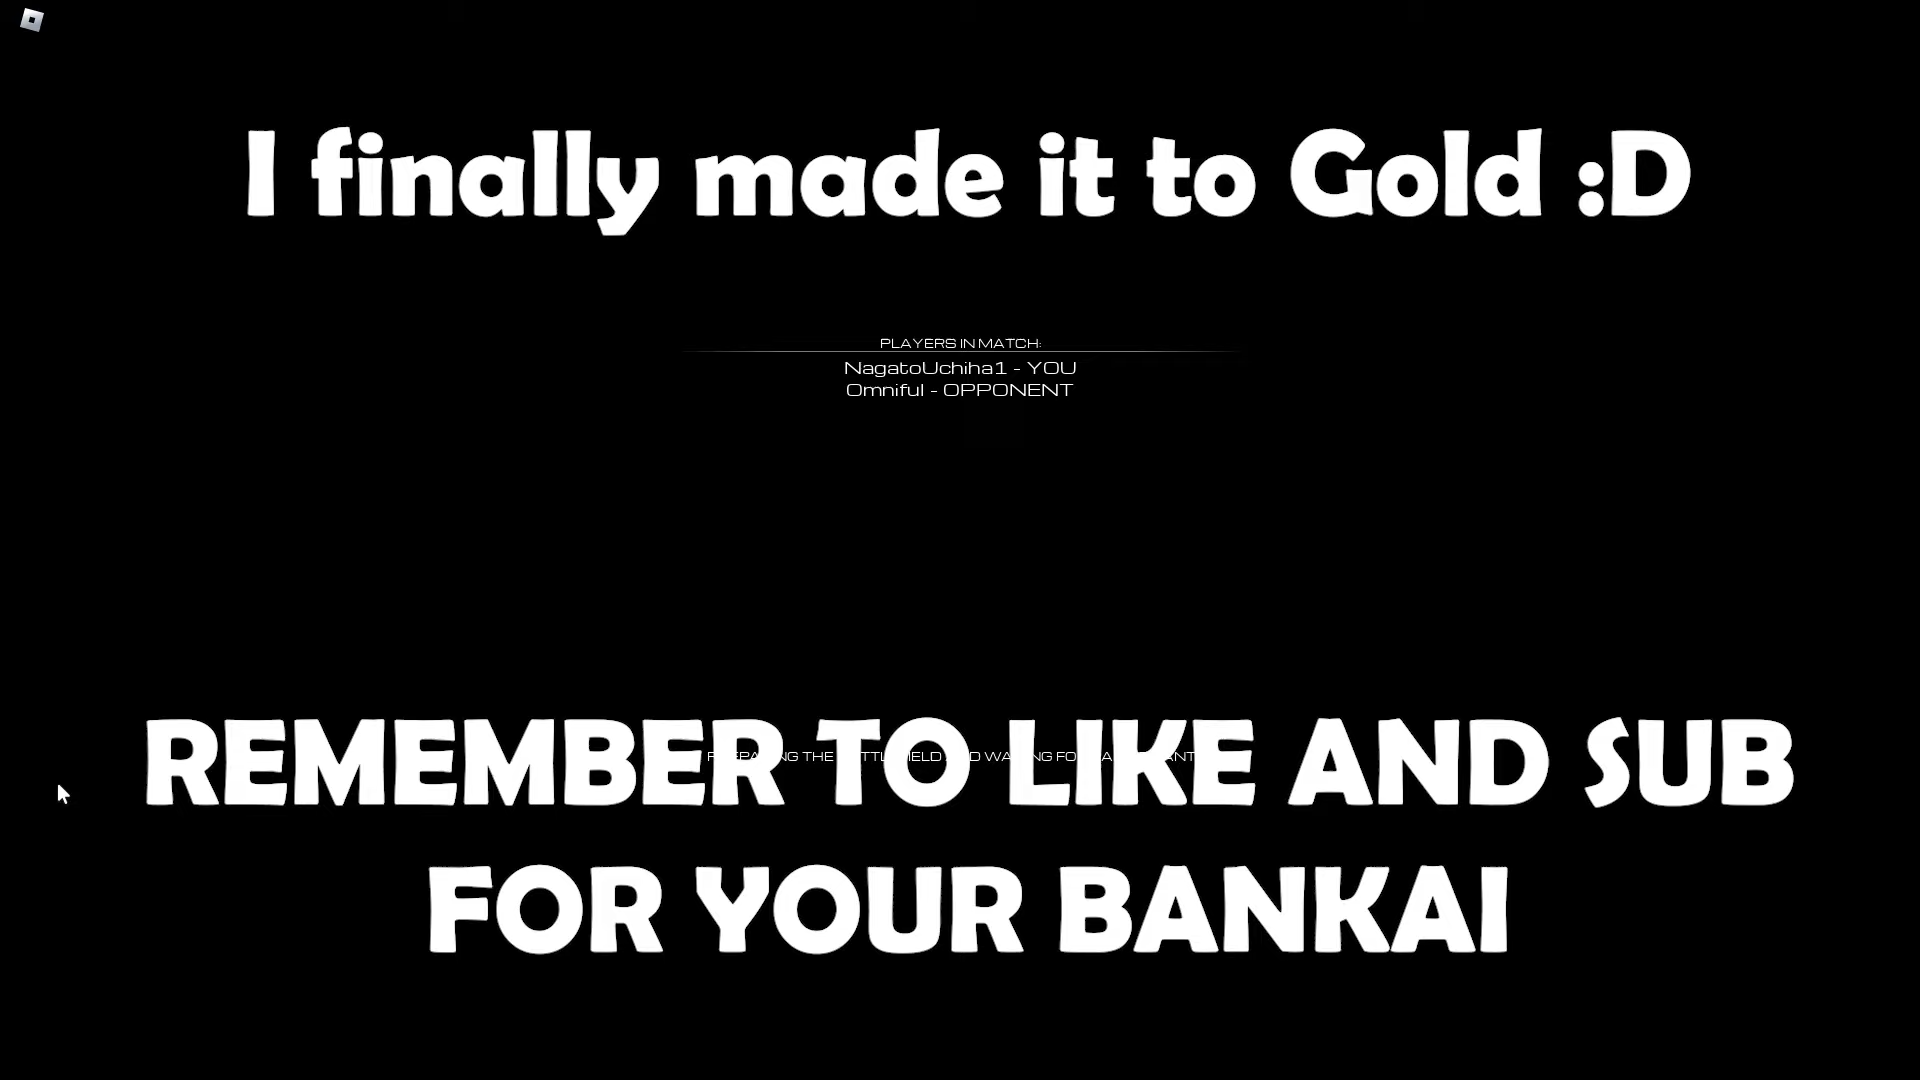 I finally made it to Gold :D
PLAYERS IN MATCH:
NagatoUchiha1 - YOU
Omniful - OPPONENT
REMEMBER TO LIKE AND SUB
THE
FOR YOUR BANKAI